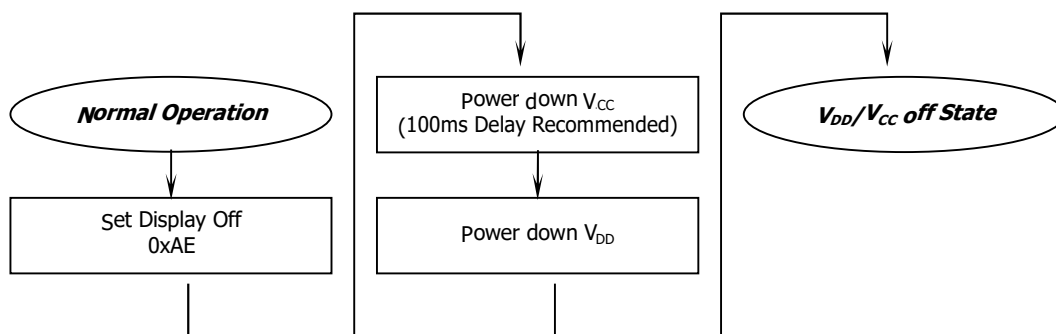 Normal Operation
Set Display Off
0xAE
Power down VCC
(100ms Delay Recommended)
Power down VDD
VDD/VCC off State